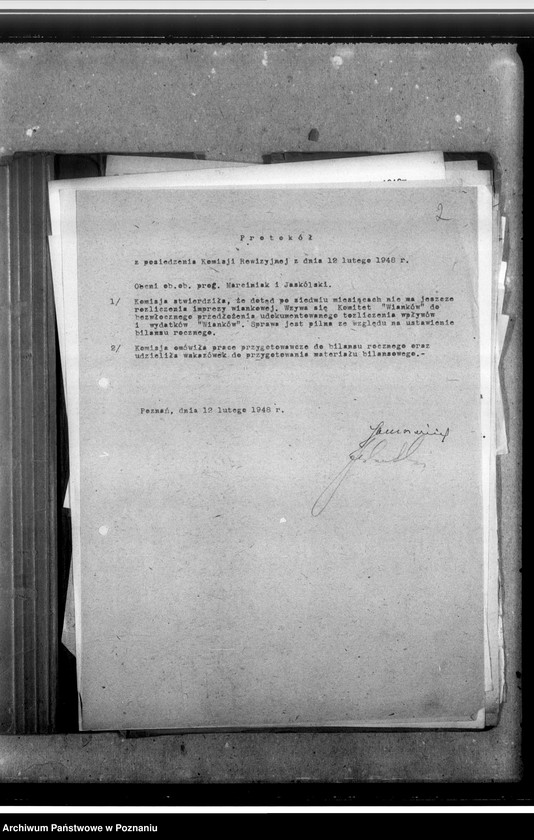 2
P r o t o k ó ł
z posiedzenia Komisji Rewizyjnej z dnia 12 lutego 1948 r.
Obecni ob.ob. prof. Marciniak i Jaskólski.
1/ Komisja stwierdziła, że dotąd po siedmiu miesiącach nie ma jeszcze
rozliczenia imprezy wiankowej. Wzywa się Komitet "Wianków" do
bezwłocznego przedłożenia udokumentowanego rozliczenia wpływów
i wydatków "Wianków". Sprawa jest pilna ze względu na ustawienie
bilansu rocznego.
2/ Komisja omówiła prace przygotowawcze do bilansu rocznego oraz
udzieliła wskazówek do przygotowania materiału bilansowego.-
Poznań, dnia 12 lutego 1948 r.
Archiwum Państwowe w Poznaniu